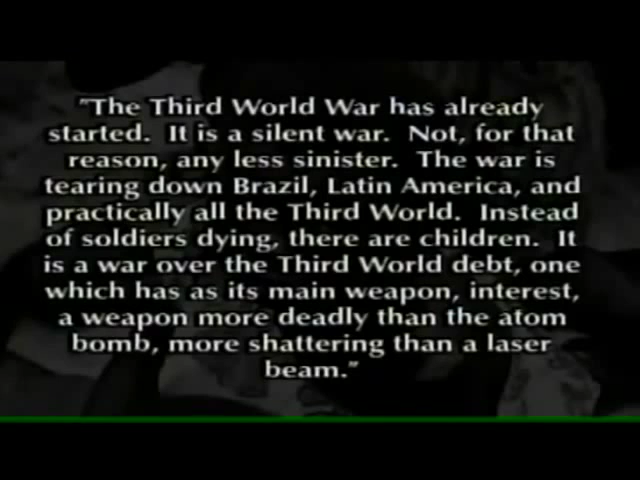 "The Third World War has already
started. It is a silent war. Not, for that
reason, any less sinister. The war is
tearing down Brazil, Latin America, and
practically all the Third World. Instead
of soldiers dying, there are children. It
is a war over the Third World debt, one
which has as its main weapon, interest,
a weapon more deadly than the atom
bomb, more shattering than a laser
beam."